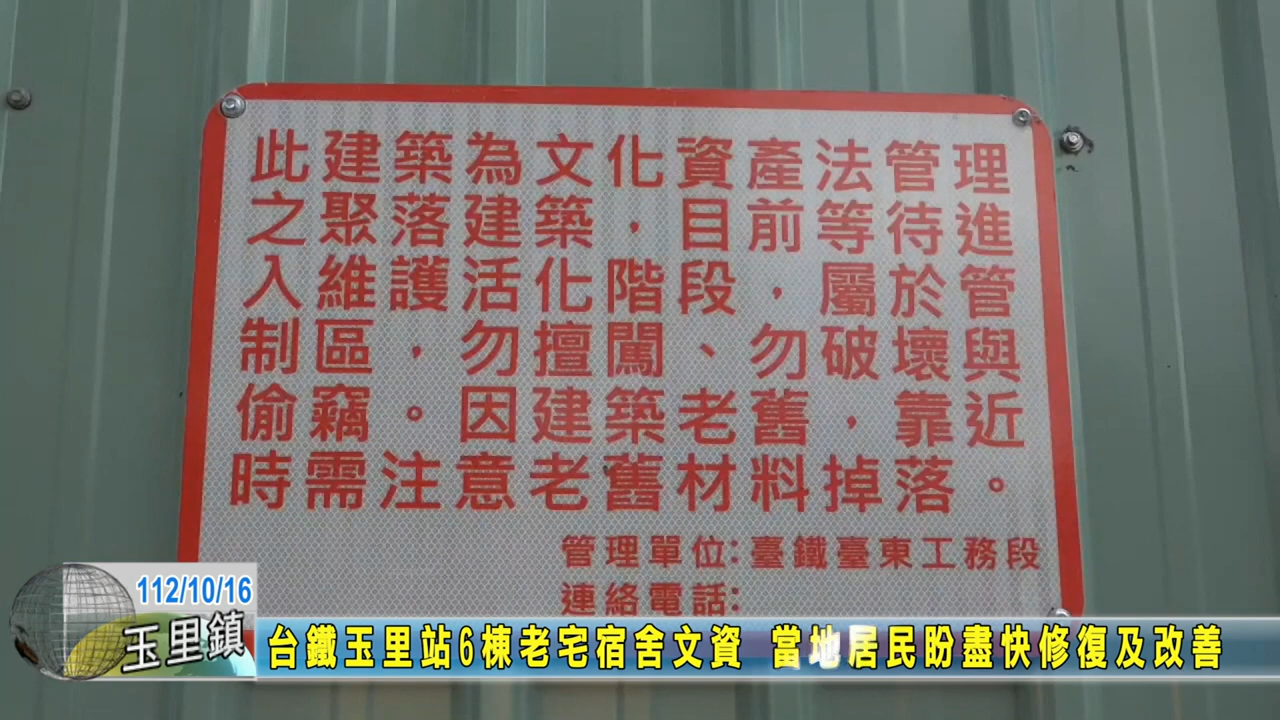 此建築為文化資產法管理
之聚落建築，目前等待進
入維護活化階段，屬於管
制區，勿擅闖、勿破壞與
偷竊。因建築老舊，靠近
時需注意老舊材料掉落。
管理單位:臺鐵臺東工務段
連絡電話:
112/10/16
玉里鎮
台鐵玉里站6棟老宅宿舍文資 當地居民盼盡快修復及改善